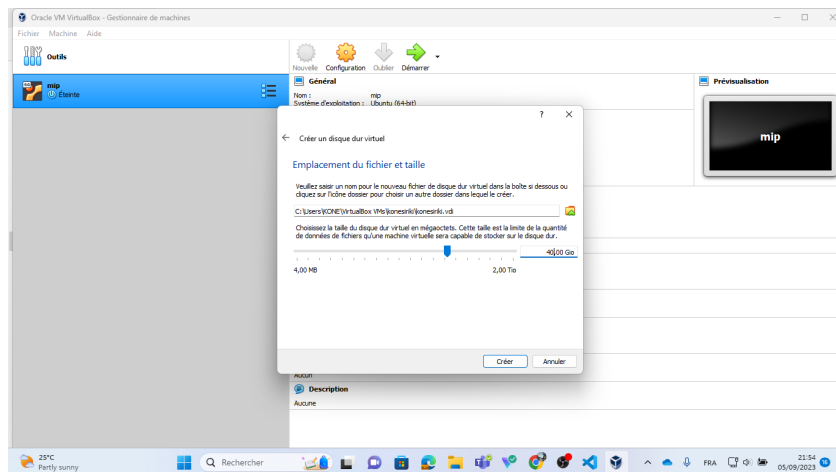 Oracle VM VirtualBox - Gestionnaire de machines
Fichier Machine Aide
Outils
Nouvelle Configuration Oublier Démarrer
mip
Éteinte
Général
Nom : mip
Système d'exploitation : Ubuntu (64-bit)
Prévisualisation
mip
? ×
Créer un disque dur virtuel
Emplacement du fichier et taille
Veuillez saisir un nom pour le nouveau fichier de disque dur virtuel dans la boîte si dessous ou
cliquez sur l'icône dossier pour choisir un autre dossier dans lequel le créer.
C:\Users\KONE\VirtualBox VMs\konesiriki\konesiriki.vdi
Choisissez la taille du disque dur virtuel en mégaoctets. Cette taille est la limite de la quantité
de données de fichiers qu'une machine virtuelle sera capable de stocker sur le disque dur.
40,00 Gio
4,00 MB 2,00 Tio
Créer Annuler
Aucun
Description
Aucune
25°C
Partly sunny
Rechercher
FRA
21:54
05/09/2023